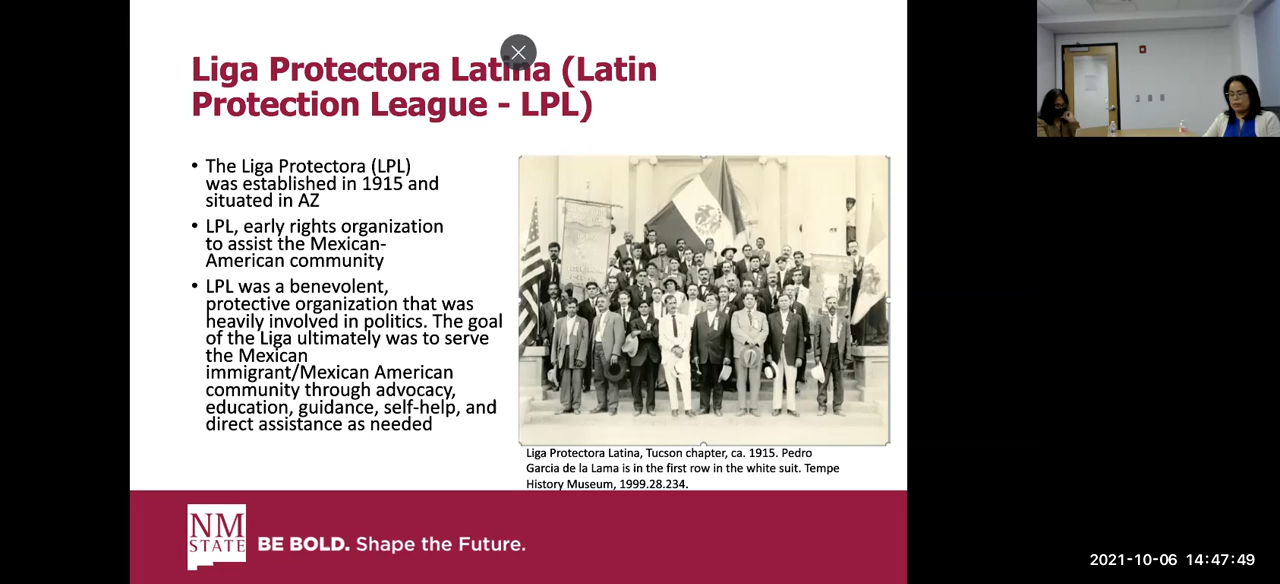 Liga Protectora Latina (Latin
Protection League - LPL)
• The Liga Protectora (LPL)
was established in 1915 and
situated in AZ
• LPL, early rights organization
to assist the Mexican-
American community
• LPL was a benevolent,
protective organization that was
heavily involved in politics. The goal
of the Liga ultimately was to serve
the Mexican
immigrant/Mexican American
community through advocacy,
education, guidance, self-help, and
direct assistance as needed
Liga Protectora Latina, Tucson chapter, ca. 1915. Pedro
Garcia de la Lama is in the first row in the white suit. Tempe
History Museum, 1999.28.234.
NM
STATE
BE BOLD. Shape the Future.
2021-10-06 14:47:49